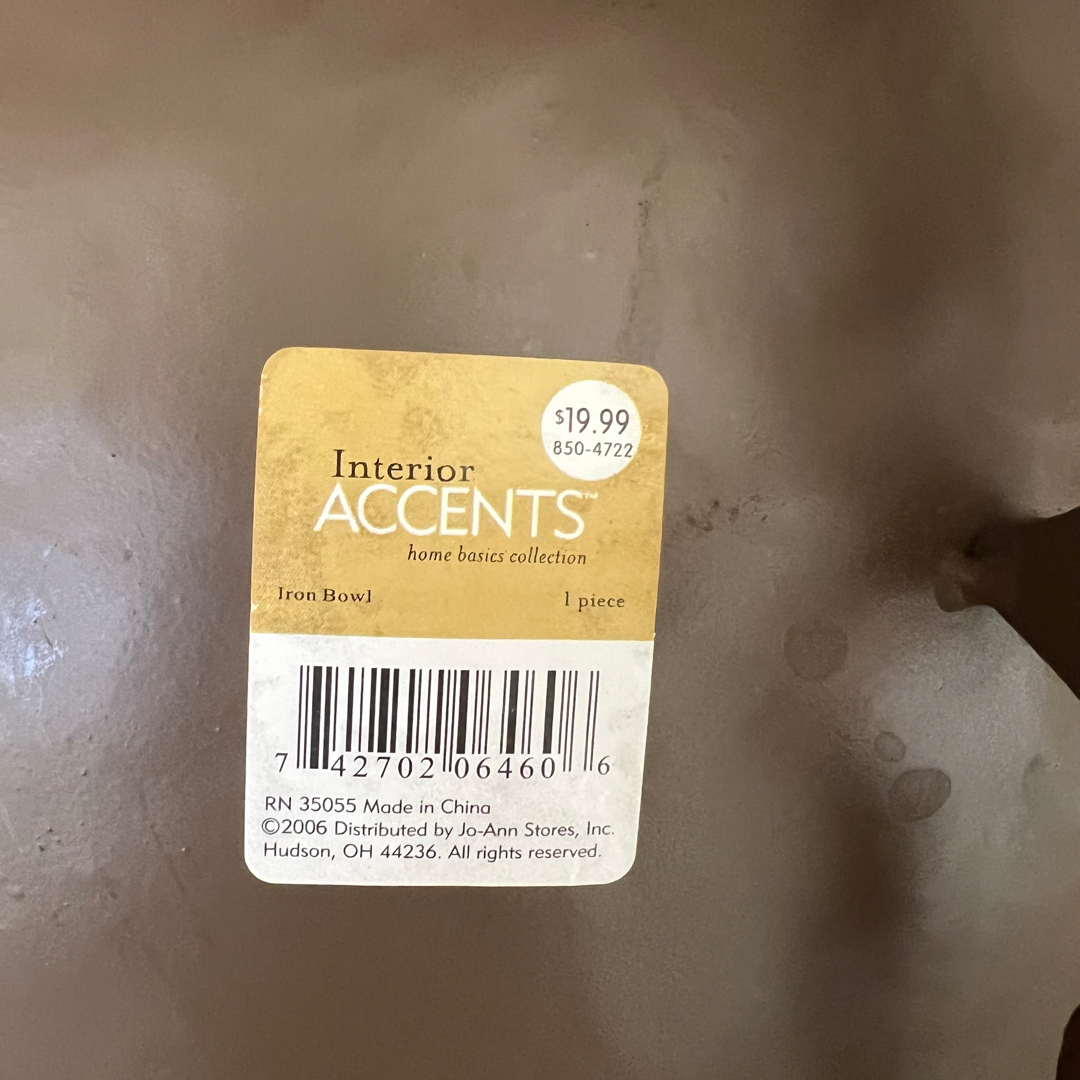 $19.99
850-4722
Interior
ACCENTS™
home basics collection
Iron Bowl 1 piece
7 42702 06460 6
RN 35055 Made in China
©2006 Distributed by Jo-Ann Stores, Inc.
Hudson, OH 44236. All rights reserved.